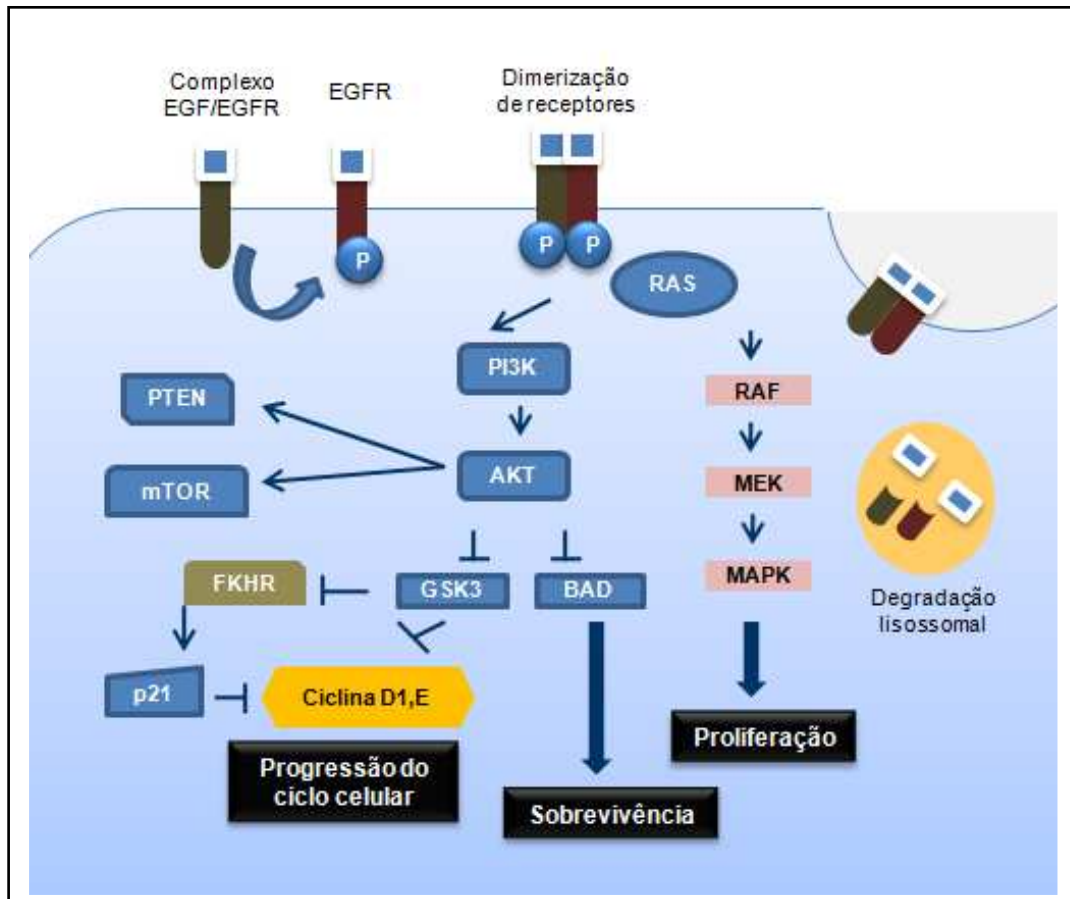 Complexo
EGF/EGFR
EGFR
Dimerização
de receptores
P
P
P
RAS
PI3K
RAF
PTEN
AKT
mTOR
MEK
FKHR
GSK3
BAD
MAPK
Degradação
lisossomal
p21
Ciclina D1,E
Proliferação
Progressão do
ciclo celular
Sobrevivência